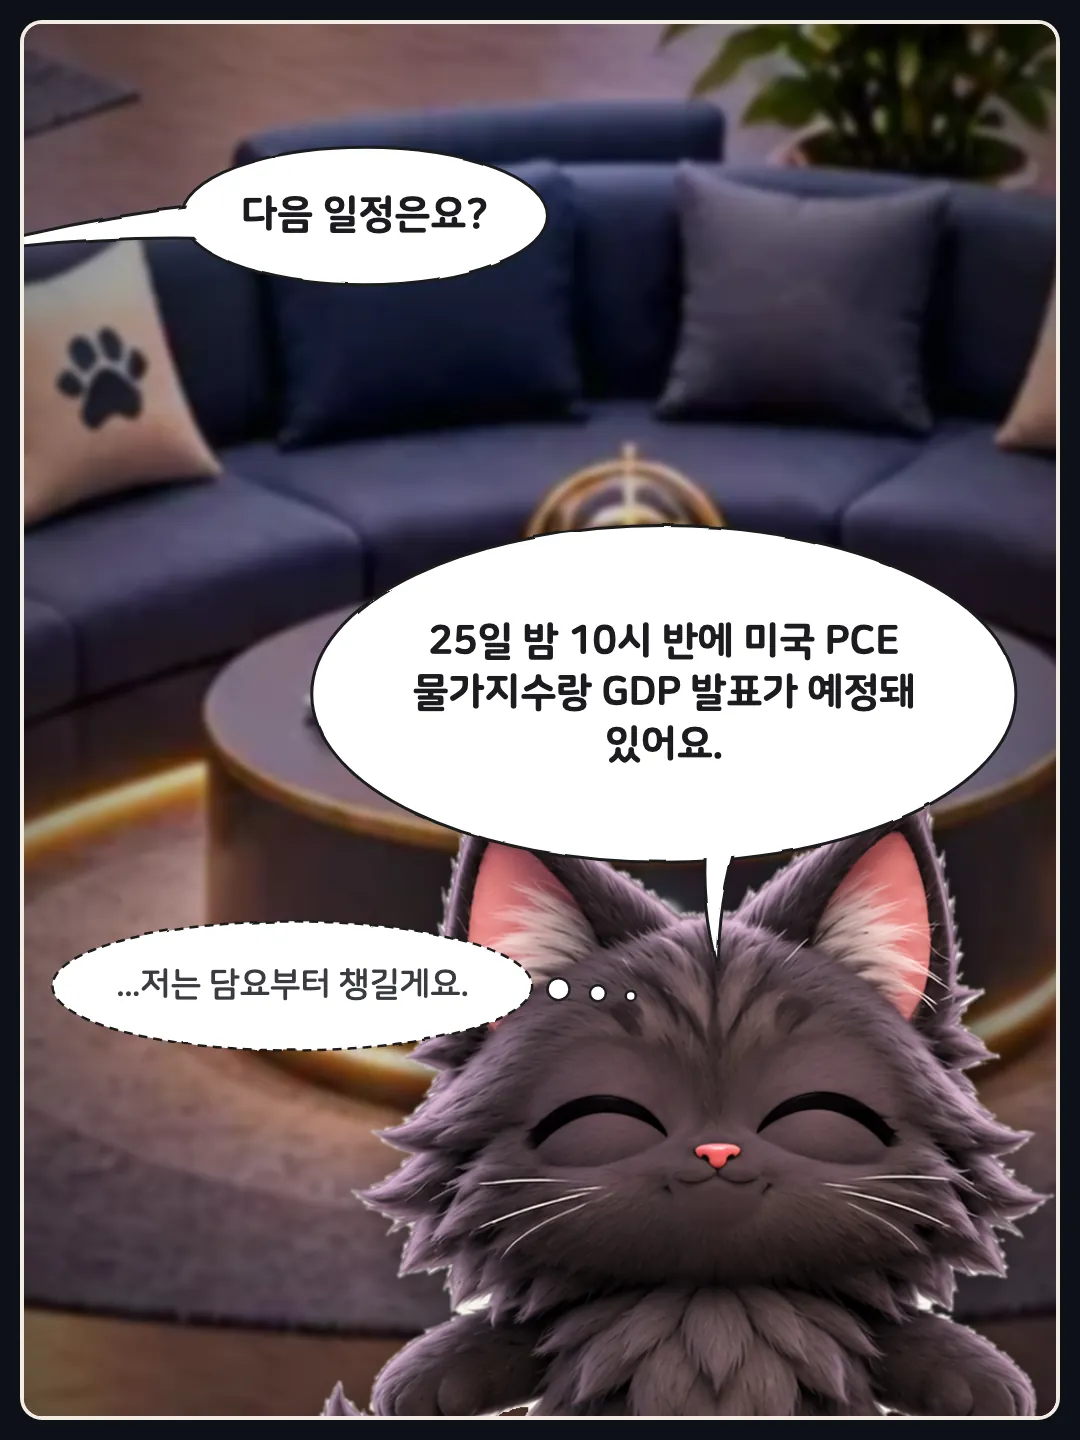 다음 일정은요?
25일 밤 10시 반에 미국 PCE
물가지수랑 GDP 발표가 예정돼
있어요.
...저는 담요부터 챙길게요.